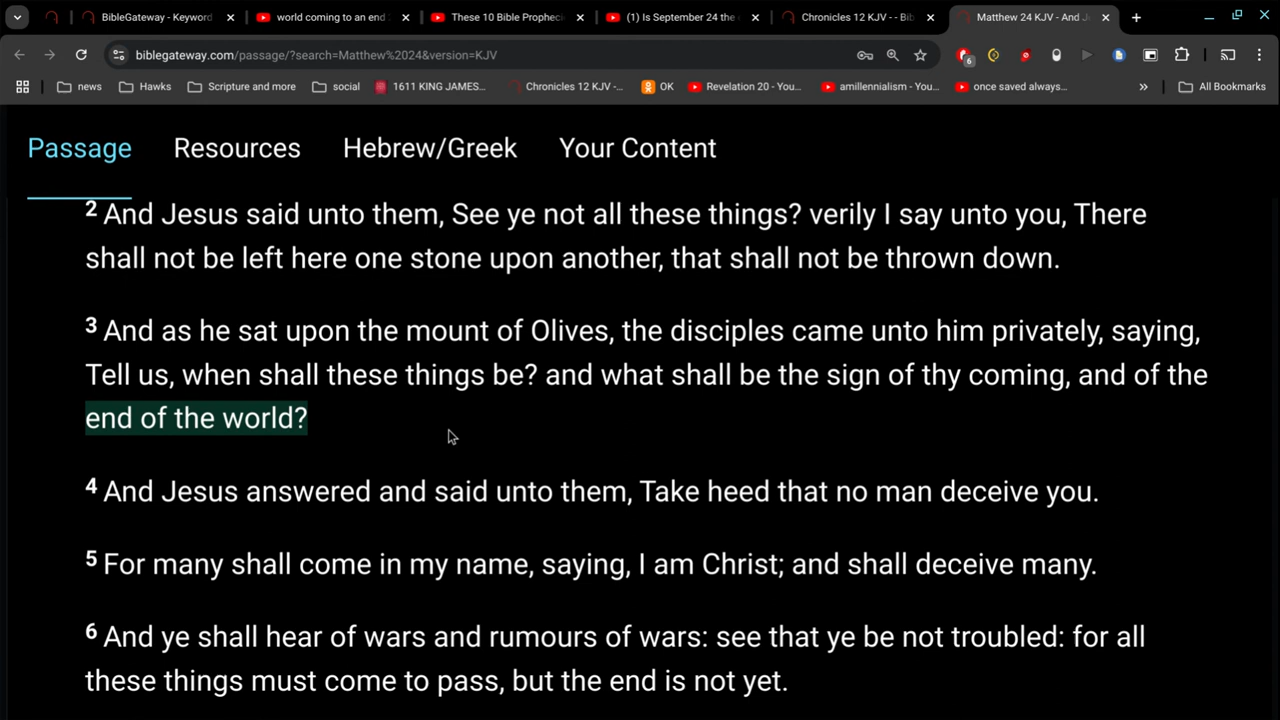 BibleGateway - Keyword
world coming to an end 2
These 10 Bible Prophecie
(1) Is September 24 the e
Chronicles 12 KJV - - Bib
Matthew 24 KJV - And Je
biblegateway.com/passage/?search=Matthew%2024&version=KJV
6
news
Hawks
Scripture and more
social
1611 KING JAMES...
Chronicles 12 KJV -...
OK
Revelation 20 - You...
amillennialism - You...
once saved always...
»
All Bookmarks
Passage
Resources
Hebrew/Greek
Your Content
2 And Jesus said unto them, See ye not all these things? verily I say unto you, There
shall not be left here one stone upon another, that shall not be thrown down.
3 And as he sat upon the mount of Olives, the disciples came unto him privately, saying,
Tell us, when shall these things be? and what shall be the sign of thy coming, and of the
end of the world?
4 And Jesus answered and said unto them, Take heed that no man deceive you.
5 For many shall come in my name, saying, I am Christ; and shall deceive many.
6 And ye shall hear of wars and rumours of wars: see that ye be not troubled: for all
these things must come to pass, but the end is not yet.